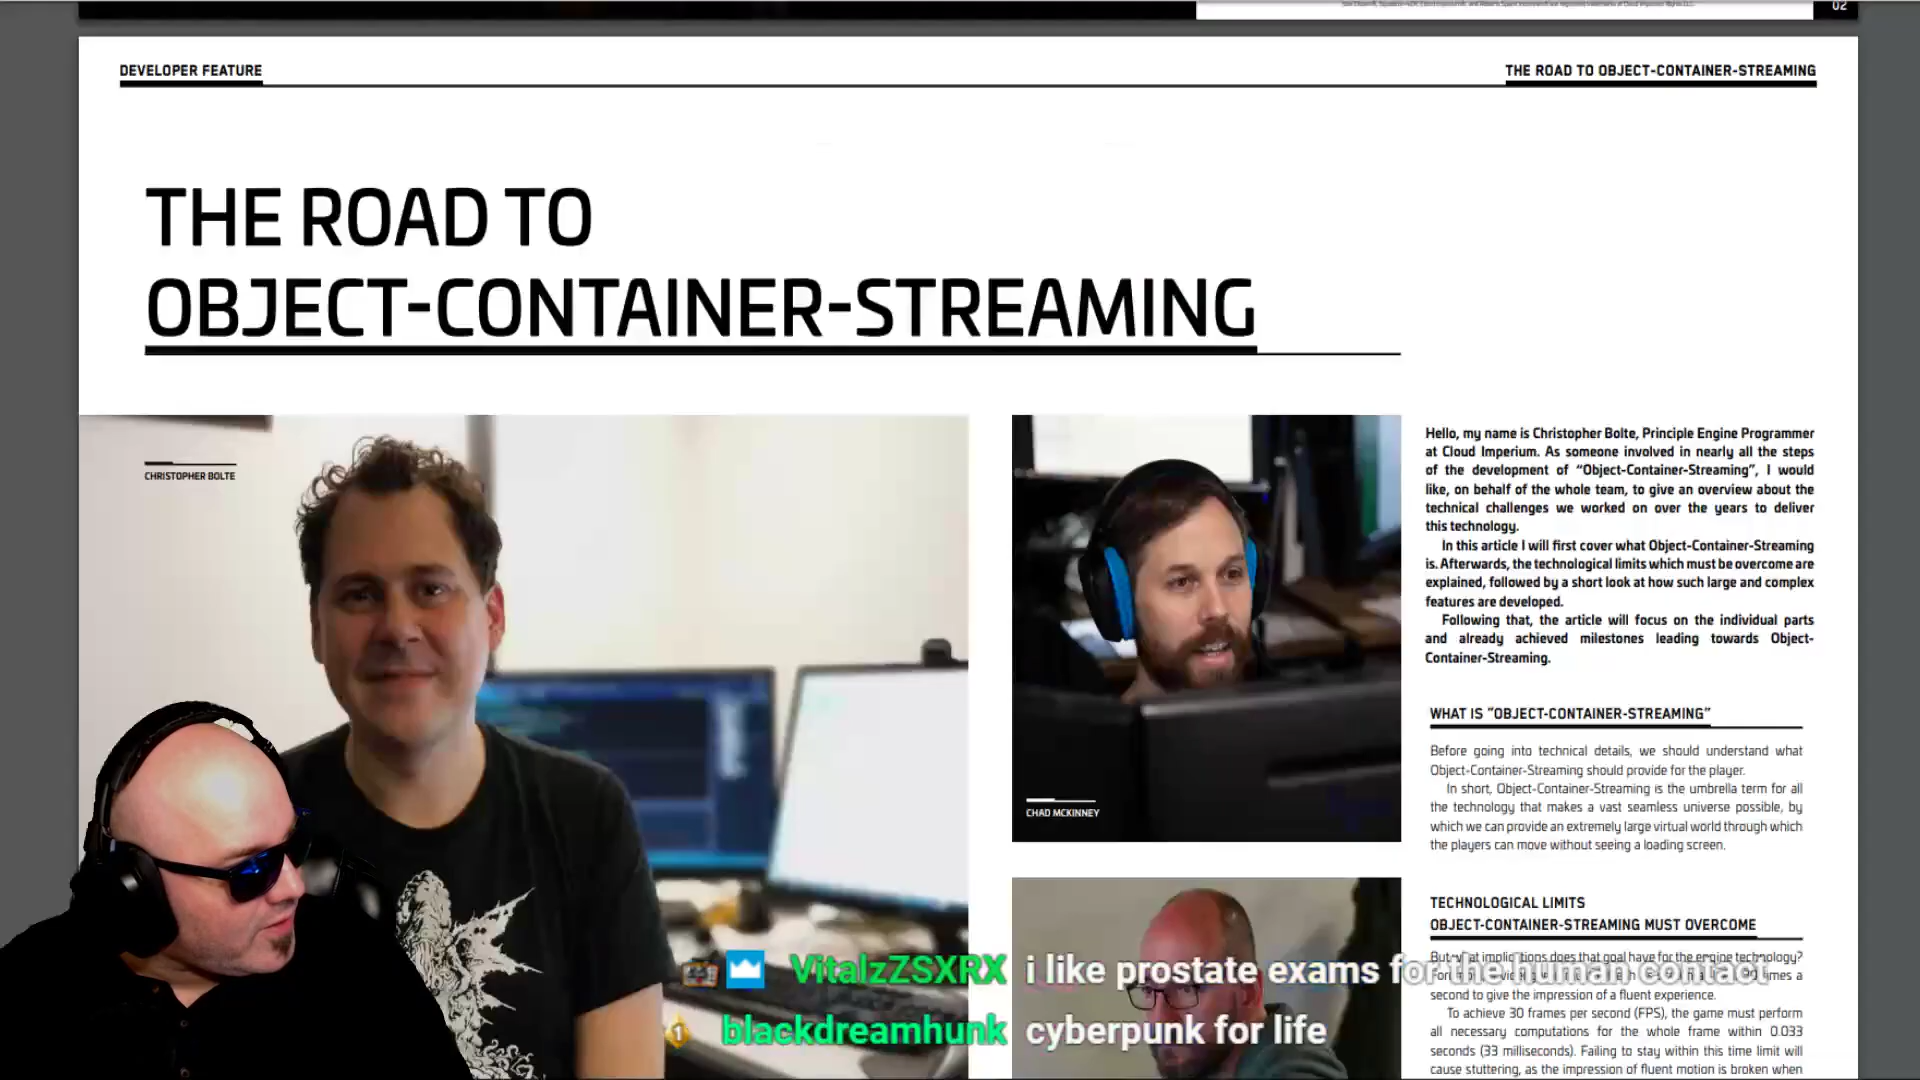 02
DEVELOPER FEATURE
THE ROAD TO OBJECT-CONTAINER-STREAMING
THE ROAD TO
OBJECT-CONTAINER-STREAMING
CHRISTOPHER BOLTE
CHAD MCKINNEY
Hello, my name is Christopher Bolte, Principle Engine Programmer
at Cloud Imperium. As someone involved in nearly all the steps
of the development of “Object-Container-Streaming”, I would
like, on behalf of the whole team, to give an overview about the
technical challenges we worked on over the years to deliver
this technology.
In this article I will first cover what Object-Container-Streaming
is. Afterwards, the technological limits which must be overcome are
explained, followed by a short look at how such large and complex
features are developed.
Following that, the article will focus on the individual parts
and already achieved milestones leading towards Object-
Container-Streaming.
WHAT IS “OBJECT-CONTAINER-STREAMING”
Before going into technical details, we should understand what
Object-Container-Streaming should provide for the player.
In short, Object-Container-Streaming is the umbrella term for all
the technology that makes a vast seamless universe possible, by
which we can provide an extremely large virtual world through which
the players can move without seeing a loading screen.
TECHNOLOGICAL LIMITS
OBJECT-CONTAINER-STREAMING MUST OVERCOME
But what implications does that goal have for the engine technology?
times a
second to give the impression of a fluent experience.
To achieve 30 frames per second (FPS), the game must perform
all necessary computations for the whole frame within 0.033
seconds (33 milliseconds). Failing to stay within this time limit will
cause stuttering, as the impression of fluent motion is broken when
VitalzZSXRX i like prostate exams for the human contact
blackdreamhunk cyberpunk for life